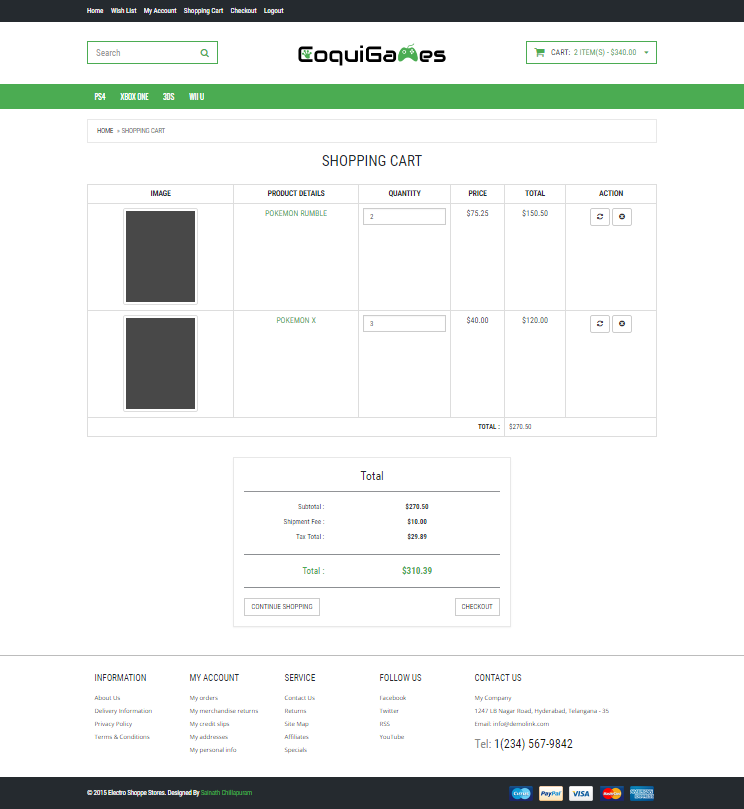 Home Wish List My Account Shopping Cart Checkout Logout
Search
CoquiGames
CART: 2 ITEM(S) - $340.00
PS4 XBOX ONE 3DS WII U
HOME » SHOPPING CART
SHOPPING CART
IMAGE PRODUCT DETAILS QUANTITY PRICE TOTAL ACTION
POKEMON RUMBLE 2 $75.25 $150.50
POKEMON X 3 $40.00 $120.00
TOTAL : $270.50
Total
Subtotal : $270.50
Shipment Fee : $10.00
Tax Total : $29.89
Total : $310.39
CONTINUE SHOPPING CHECKOUT
INFORMATION MY ACCOUNT SERVICE FOLLOW US CONTACT US
About Us My orders Contact Us Facebook My Company
Delivery Information My merchandise returns Returns Twitter 1247 LB Nagar Road, Hyderabad, Telangana - 35
Privacy Policy My credit slips Site Map RSS Email: info@demolink.com
Terms & Conditions My addresses Affiliates YouTube
My personal info Specials
Tel: 1(234) 567-9842
© 2015 Electro Shoppe Stores. Designed By Sainath Chillapuram
Cirrus PayPal VISA MasterCard